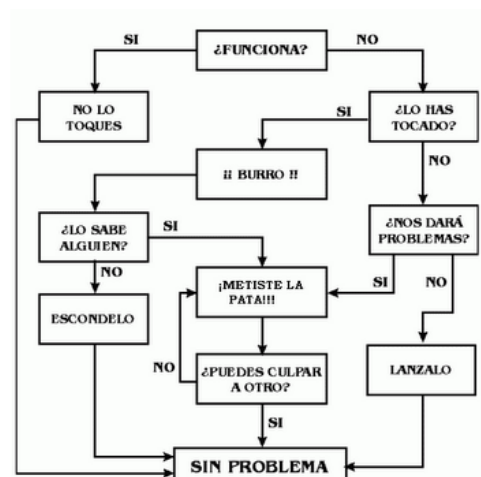 ¿FUNCIONA?
SI
NO
NO LO
TOQUES
¿LO HAS
TOCADO?
SI
NO
¡¡ BURRO !!
¿LO SABE
ALGUIEN?
SI
NO
¿NOS DARÁ
PROBLEMAS?
SI
NO
¡METISTE LA
PATA!!!
ESCONDELO
LANZALO
¿PUEDES CULPAR
A OTRO?
NO
SI
SIN PROBLEMA